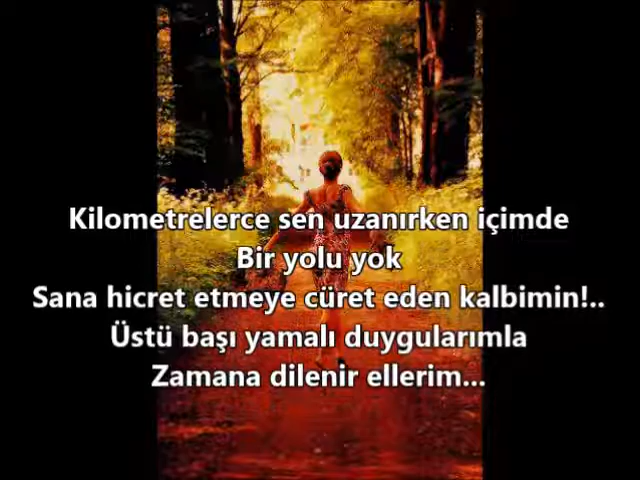 Kilometrelerce sen uzanırken içimde
Bir yolu yok
Sana hicret etmeye cüret eden kalbimin!..
Üstü başı yamalı duygularımla
Zamana dilenir ellerim...